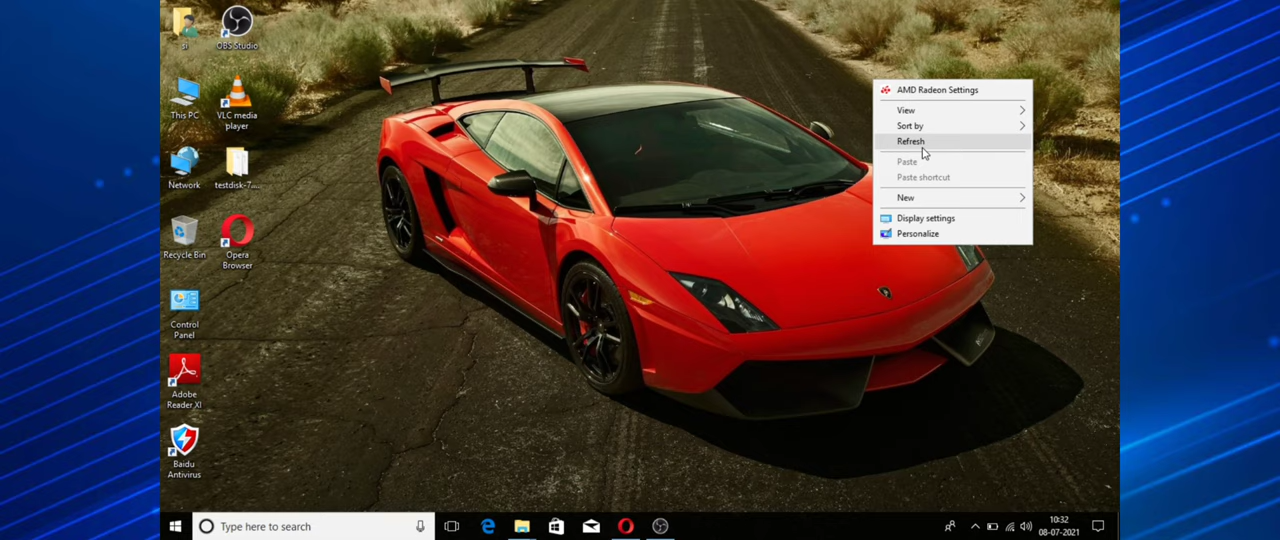 si
OBS Studio
This PC
VLC media
player
Network
testdisk-7....
Recycle Bin
Opera
Browser
Control
Panel
Adobe
Reader XI
Baidu
Antivirus
AMD Radeon Settings
View
Sort by
Refresh
Paste
Paste shortcut
New
Display settings
Personalize
Type here to search
10:32
08-07-2021